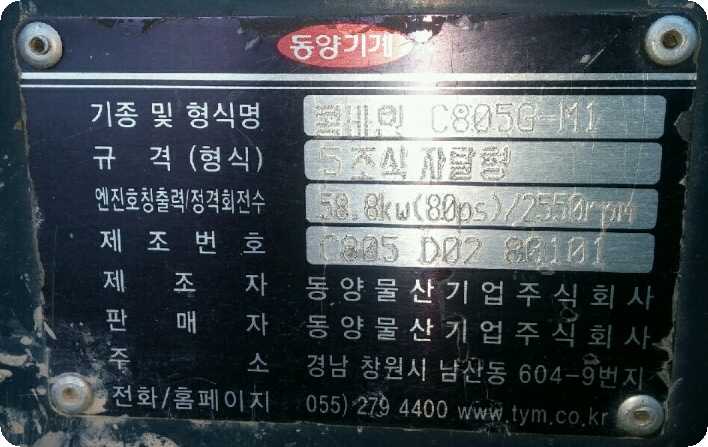 동양기계
기종 및 형식명 콤바인 C805G-M1
규 격 (형식) 5조식 자탈형
엔진호칭출력/정격회전수 58.8kw(80ps)/2550rpm
제 조 번 호 C805 D02 80101
제 조 자 동양물산기업주식회사
판 매 자 동양물산기업주식회사
주 소 경남 창원시 남산동 604-9번지
전화/홈페이지 055) 279 4400 www.tym.co.kr